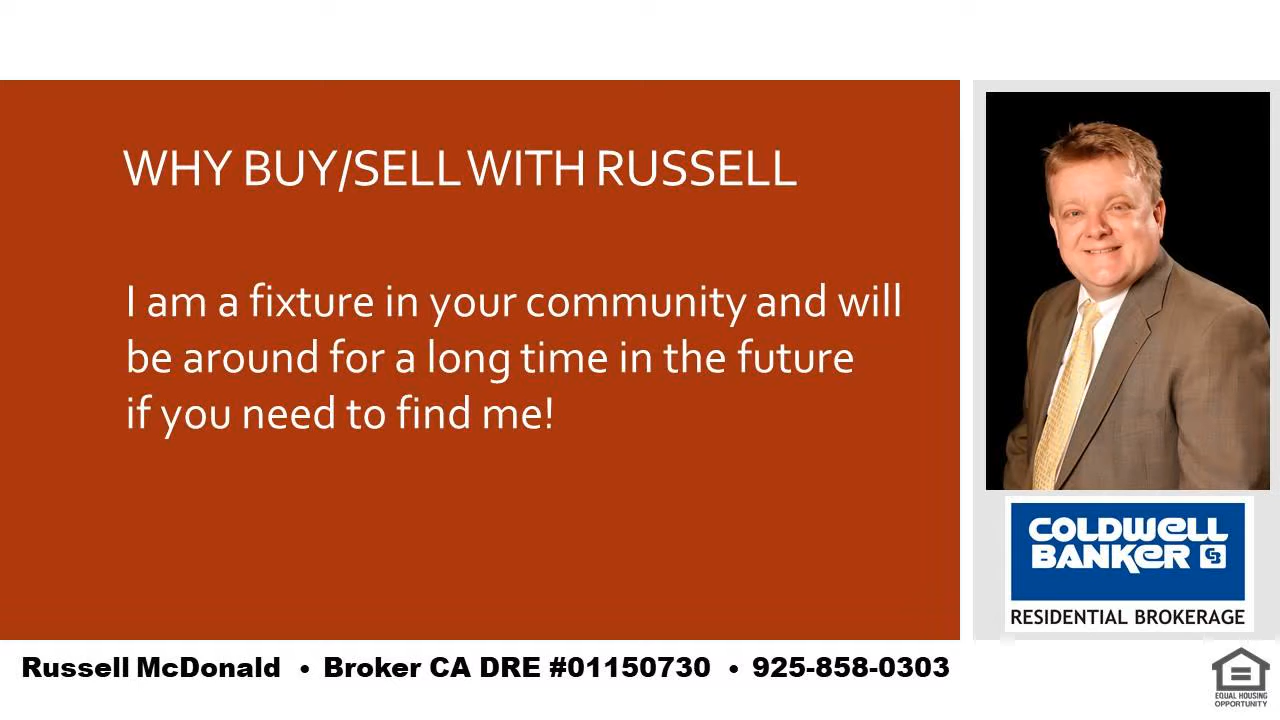 WHY BUY/SELL WITH RUSSELL
I am a fixture in your community and will
be around for a long time in the future
if you need to find me!
COLDWELL
BANKER CB
RESIDENTIAL BROKERAGE
Russell McDonald • Broker CA DRE #01150730 • 925-858-0303
EQUAL HOUSING
OPPORTUNITY